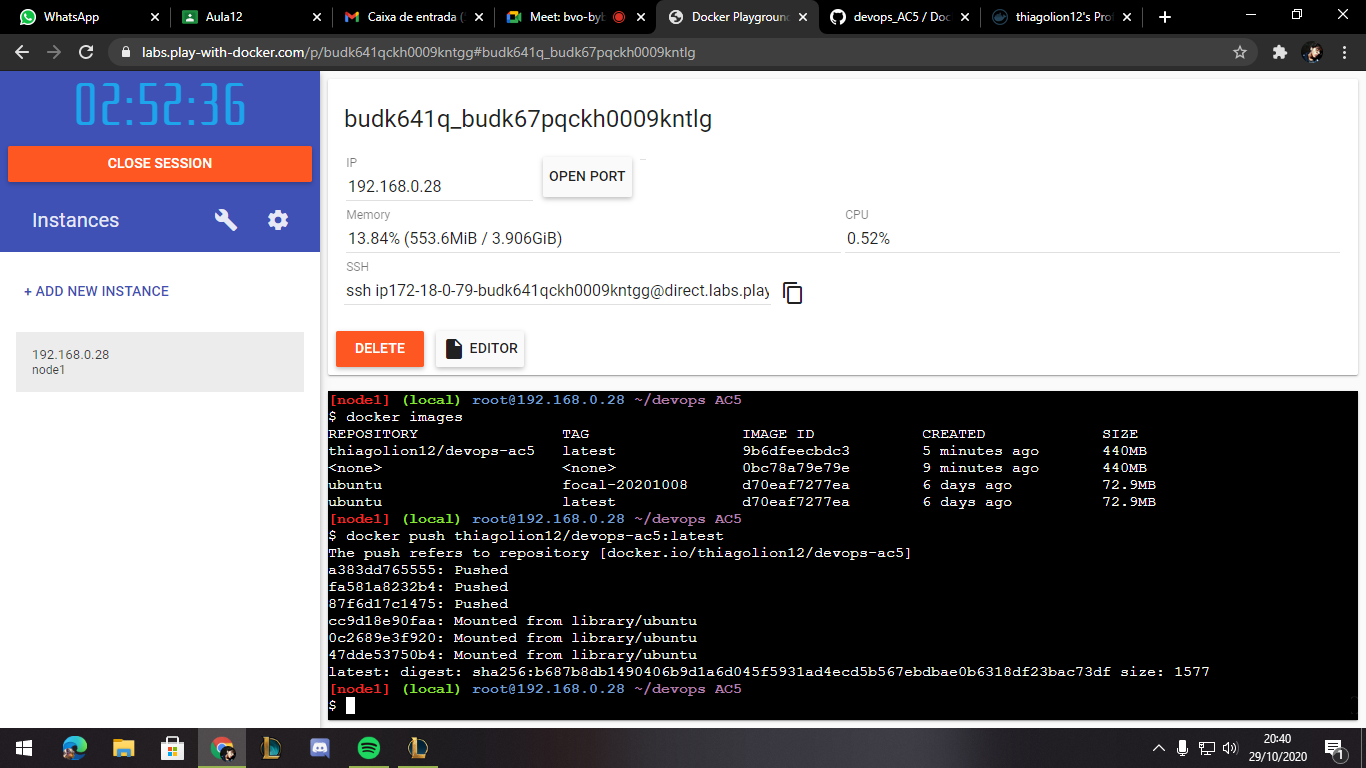 WhatsApp
Aula12
Caixa de entrada (
Meet: bvo-byb
Docker Playground
devops_AC5 / Doc
thiagolion12's Prof
labs.play-with-docker.com/p/budk641qckh0009kntgg#budk641q_budk67pqckh0009kntlg
02:52:36
CLOSE SESSION
Instances
+ ADD NEW INSTANCE
192.168.0.28
node1
budk641q_budk67pqckh0009kntlg
IP
192.168.0.28
OPEN PORT
Memory
13.84% (553.6MiB / 3.906GiB)
CPU
0.52%
SSH
ssh ip172-18-0-79-budk641qckh0009kntgg@direct.labs.play
DELETE
EDITOR
[node1] (local) root@192.168.0.28 ~/devops AC5
$ docker images
REPOSITORY TAG IMAGE ID CREATED SIZE
thiagolion12/devops-ac5 latest 9b6dfeecbdc3 5 minutes ago 440MB
<none> <none> 0bc78a79e79e 9 minutes ago 440MB
ubuntu focal-20201008 d70eaf7277ea 6 days ago 72.9MB
ubuntu latest d70eaf7277ea 6 days ago 72.9MB
[node1] (local) root@192.168.0.28 ~/devops AC5
$ docker push thiagolion12/devops-ac5:latest
The push refers to repository [docker.io/thiagolion12/devops-ac5]
a383dd765555: Pushed
fa581a8232b4: Pushed
87f6d17c1475: Pushed
cc9d18e90faa: Mounted from library/ubuntu
0c2689e3f920: Mounted from library/ubuntu
47dde53750b4: Mounted from library/ubuntu
latest: digest: sha256:b687b8db1490406b9d1a6d045f5931ad4ecd5b567ebdbae0b6318df23bac73df size: 1577
[node1] (local) root@192.168.0.28 ~/devops AC5
$
20:40
29/10/2020
1